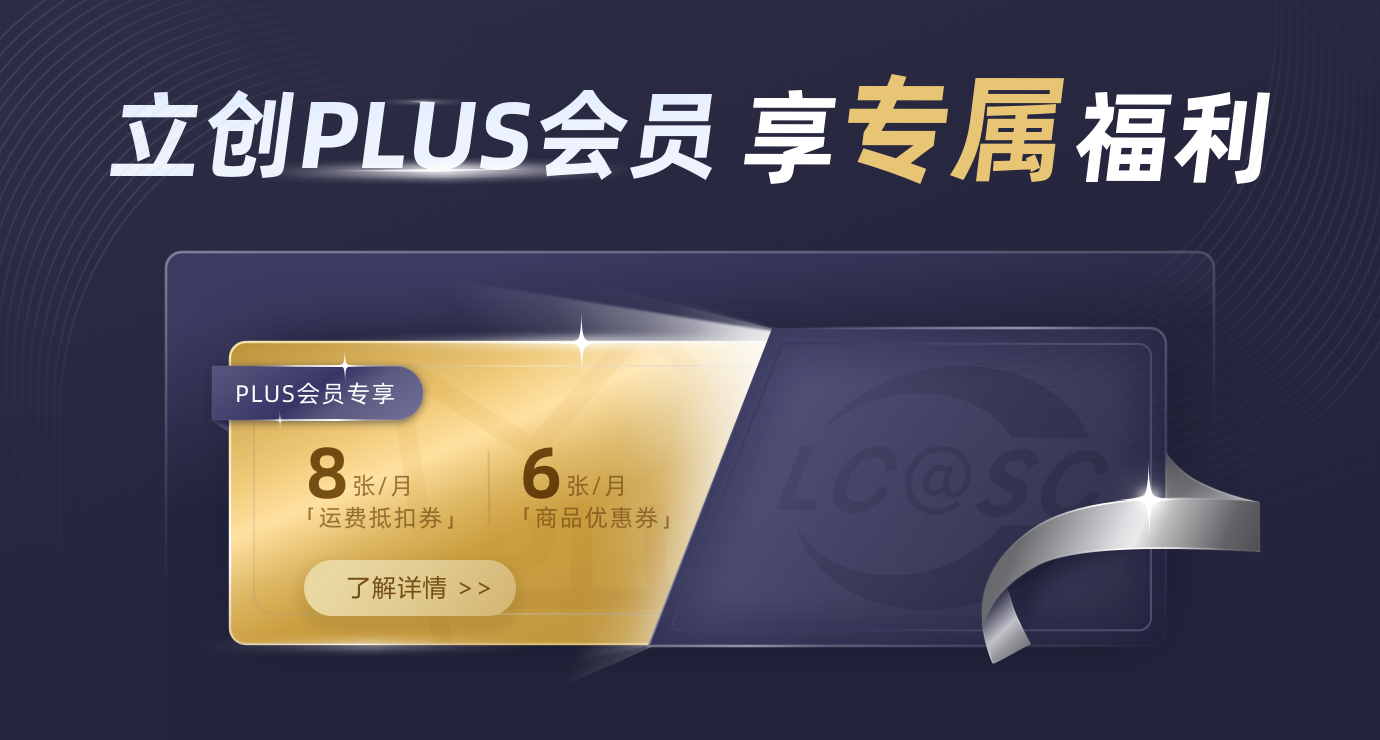 立创PLUS会员 享专属福利
PLUS会员专享
8张/月 6张/月
「运费抵扣券」 「商品优惠券」
了解详情 >>
LC@SC